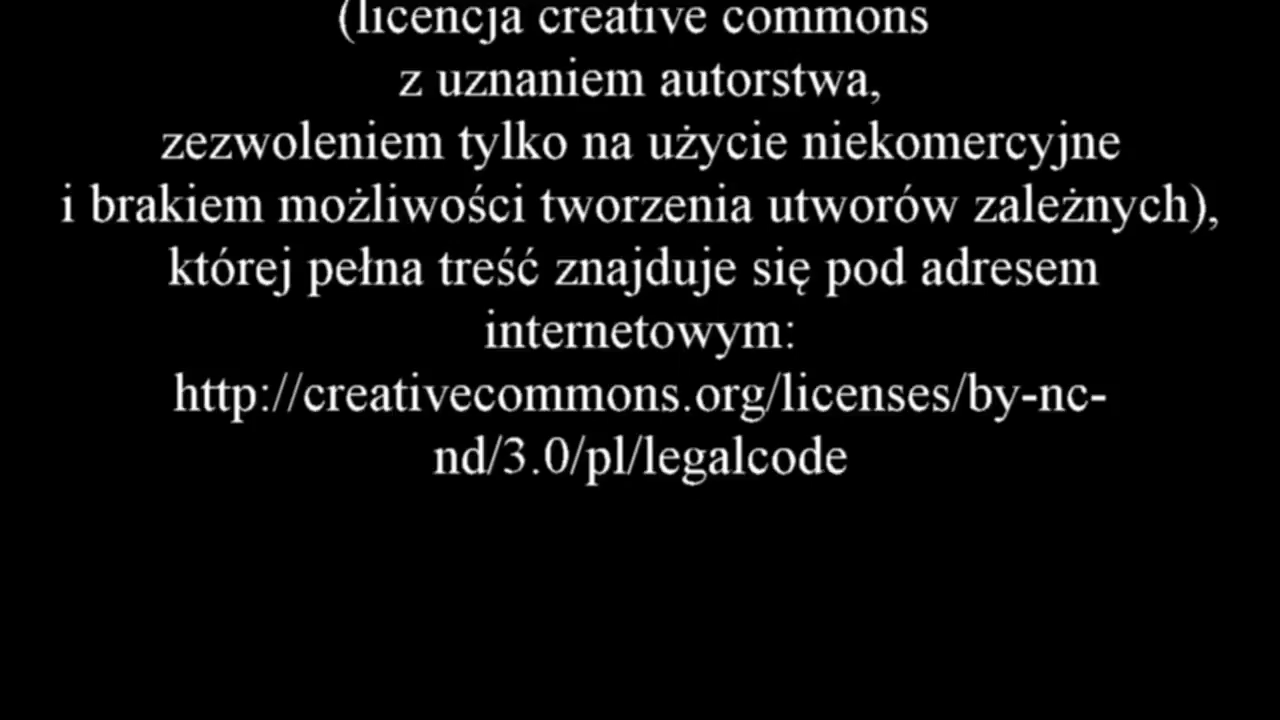 (licencja creative commons
z uznaniem autorstwa,
zezwoleniem tylko na użycie niekomercyjne
i brakiem możliwości tworzenia utworów zależnych),
której pełna treść znajduje się pod adresem
internetowym:
http://creativecommons.org/licenses/by-nc-
nd/3.0/pl/legalcode